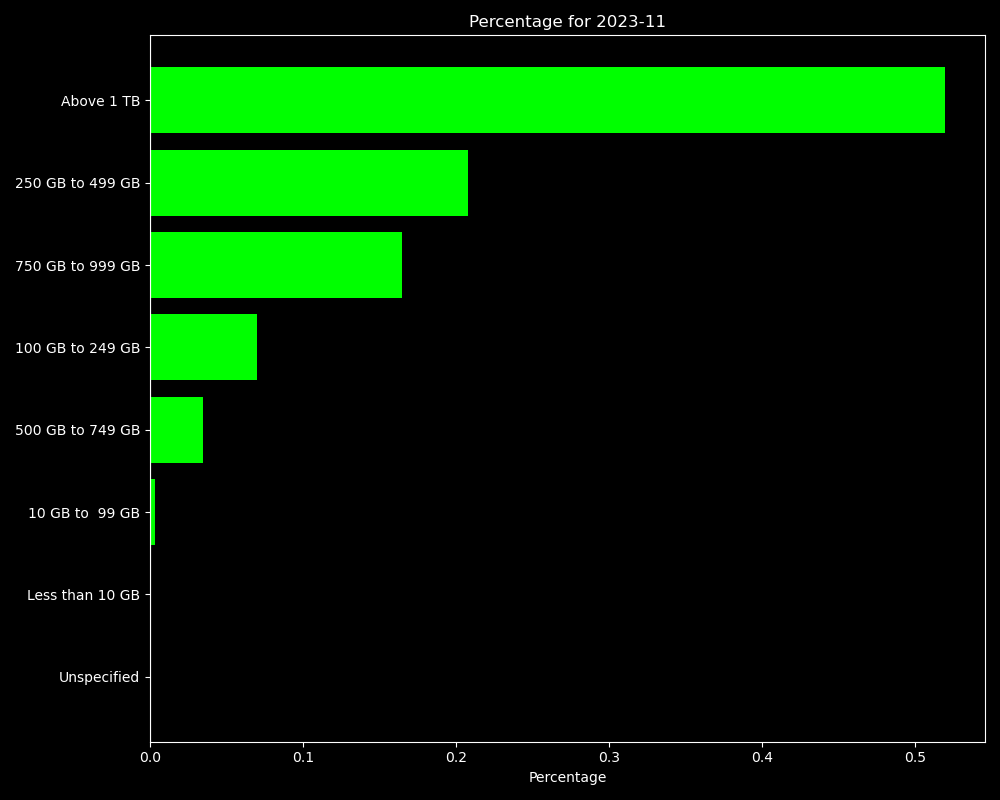 Percentage for 2023-11
Above 1 TB
250 GB to 499 GB
750 GB to 999 GB
100 GB to 249 GB
500 GB to 749 GB
10 GB to  99 GB
Less than 10 GB
Unspecified
0.0 0.1 0.2 0.3 0.4 0.5
Percentage